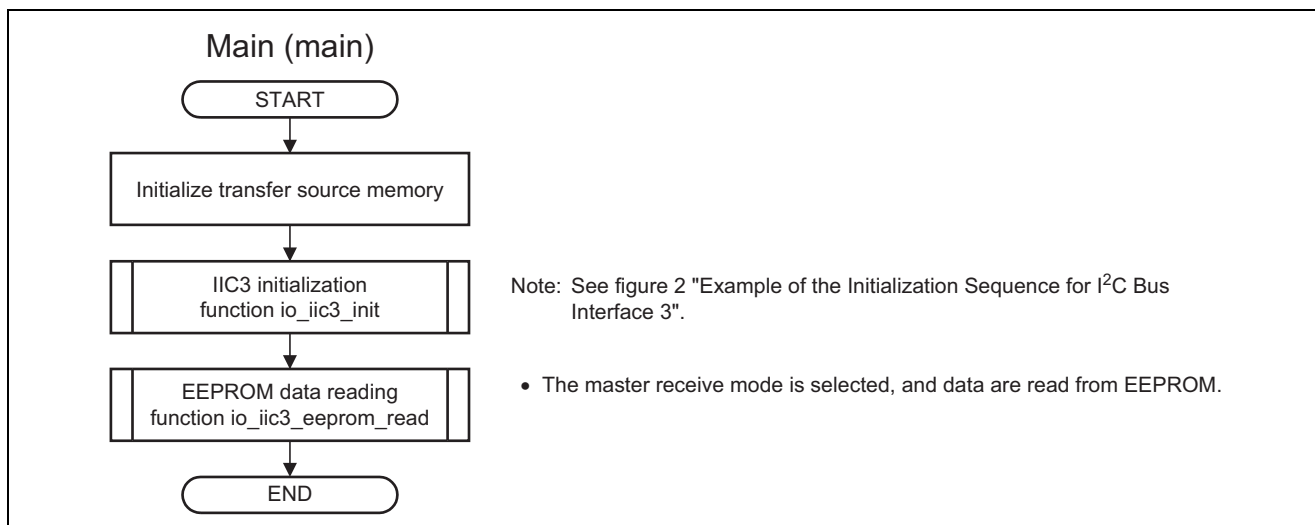 Main (main)
START
Initialize transfer source memory
IIC3 initialization
function io_iic3_init
Note: See figure 2 "Example of the Initialization Sequence for I2C Bus
Interface 3".
EEPROM data reading
function io_iic3_eeprom_read
• The master receive mode is selected, and data are read from EEPROM.
END